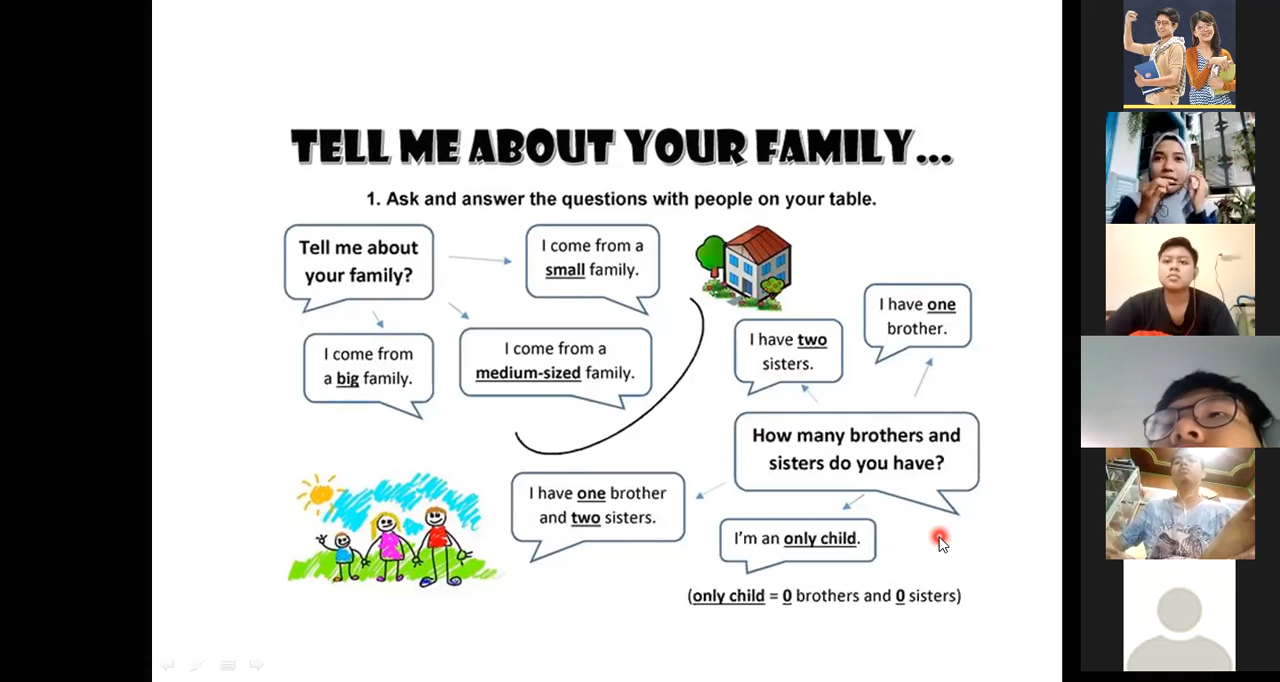 TELL ME ABOUT YOUR FAMILY...
1. Ask and answer the questions with people on your table.
Tell me about
your family?
I come from a
small family.
I come from
a big family.
I come from a
medium-sized family.
I have two
sisters.
I have one
brother.
How many brothers and
sisters do you have?
I have one brother
and two sisters.
I'm an only child.
(only child = 0 brothers and 0 sisters)